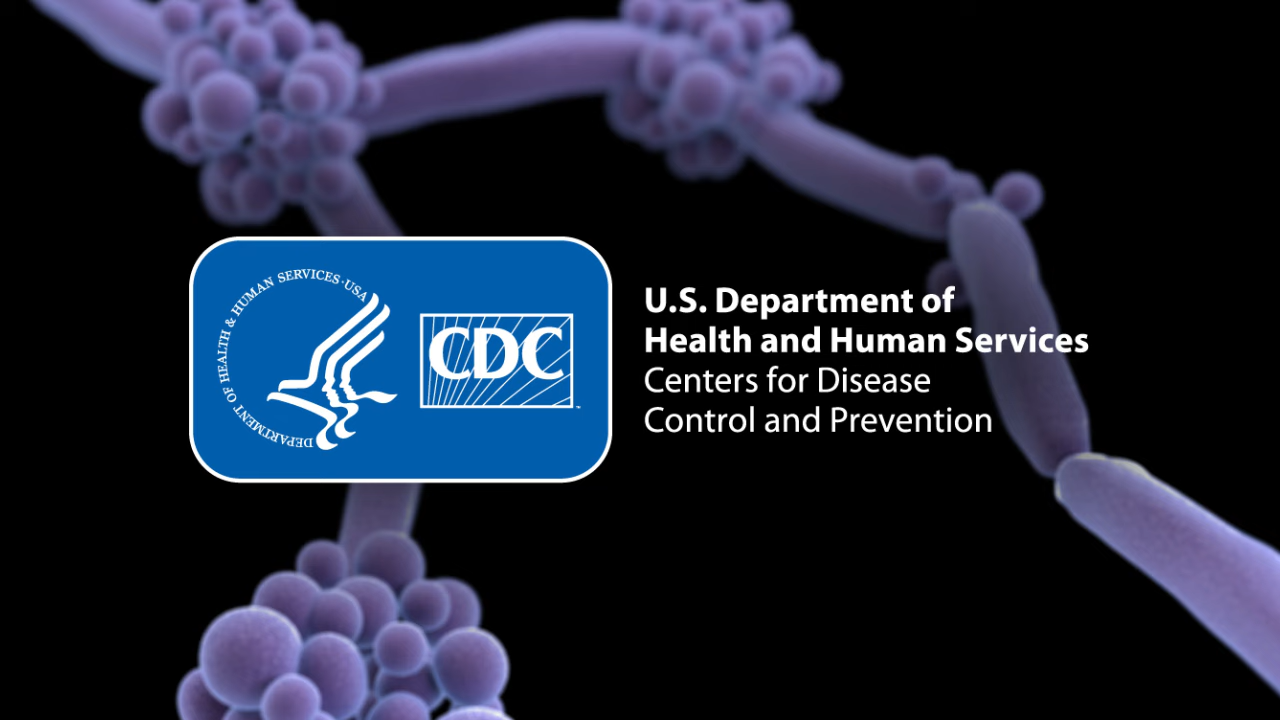 DEPARTMENT OF HEALTH & HUMAN SERVICES·USA
CDC
™
U.S. Department of
Health and Human Services
Centers for Disease
Control and Prevention